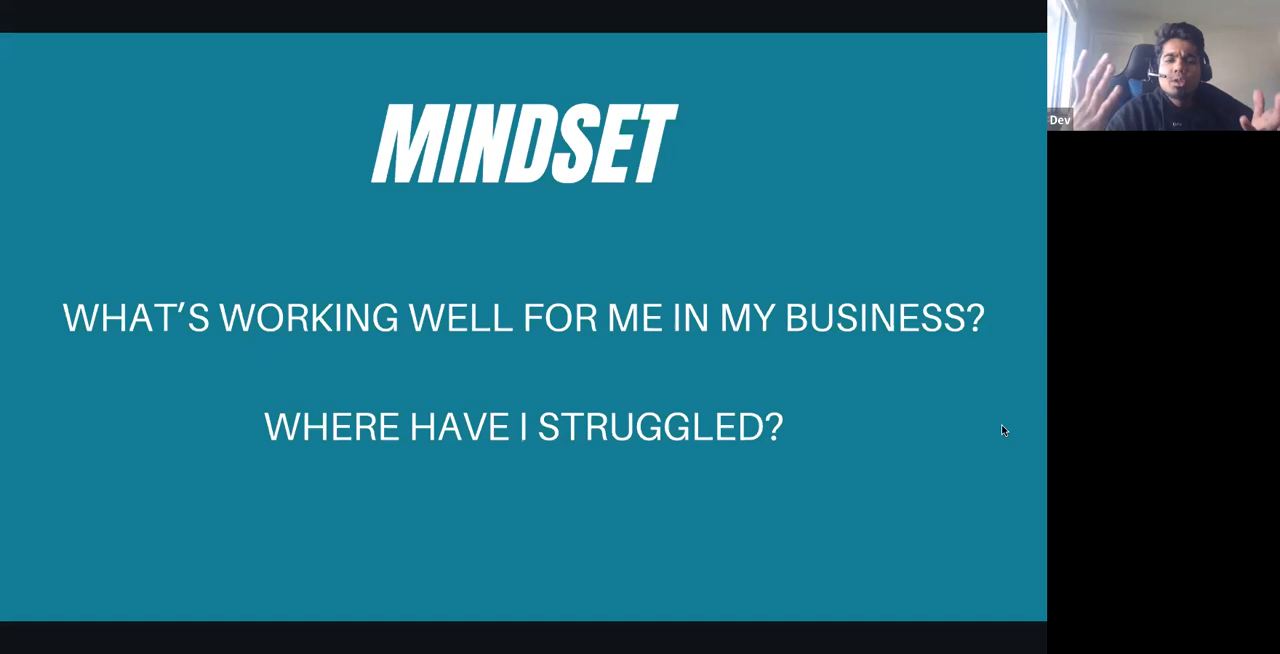 MINDSET
WHAT'S WORKING WELL FOR ME IN MY BUSINESS?
WHERE HAVE I STRUGGLED?
Dev